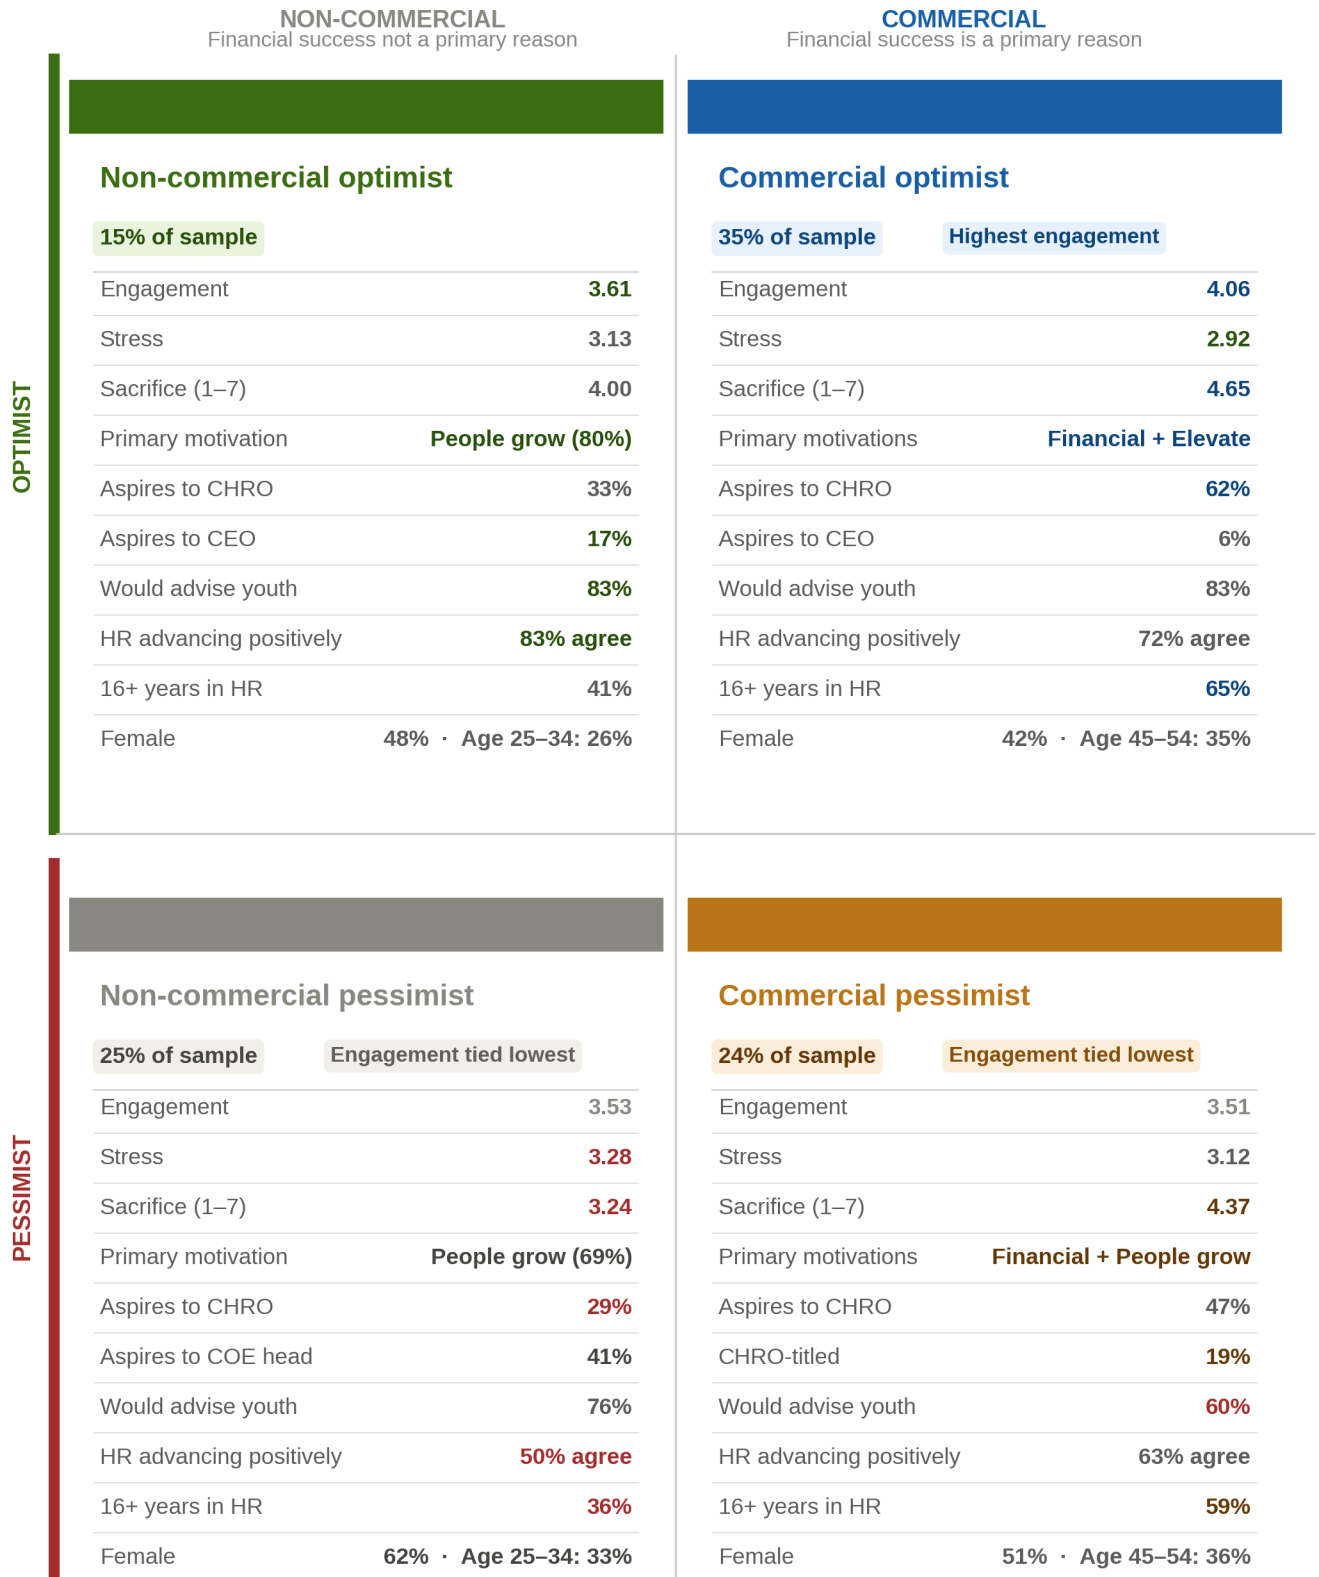 NON-COMMERCIAL
Financial success not a primary reason
COMMERCIAL
Financial success is a primary reason
OPTIMIST
Non-commercial optimist
15% of sample
Engagement 3.61
Stress 3.13
Sacrifice (1–7) 4.00
Primary motivation People grow (80%)
Aspires to CHRO 33%
Aspires to CEO 17%
Would advise youth 83%
HR advancing positively 83% agree
16+ years in HR 41%
Female 48% · Age 25–34: 26%
Commercial optimist
35% of sample Highest engagement
Engagement 4.06
Stress 2.92
Sacrifice (1–7) 4.65
Primary motivations Financial + Elevate
Aspires to CHRO 62%
Aspires to CEO 6%
Would advise youth 83%
HR advancing positively 72% agree
16+ years in HR 65%
Female 42% · Age 45–54: 35%
PESSIMIST
Non-commercial pessimist
25% of sample Engagement tied lowest
Engagement 3.53
Stress 3.28
Sacrifice (1–7) 3.24
Primary motivation People grow (69%)
Aspires to CHRO 29%
Aspires to COE head 41%
Would advise youth 76%
HR advancing positively 50% agree
16+ years in HR 36%
Female 62% · Age 25–34: 33%
Commercial pessimist
24% of sample Engagement tied lowest
Engagement 3.51
Stress 3.12
Sacrifice (1–7) 4.37
Primary motivations Financial + People grow
Aspires to CHRO 47%
CHRO-titled 19%
Would advise youth 60%
HR advancing positively 63% agree
16+ years in HR 59%
Female 51% · Age 45–54: 36%